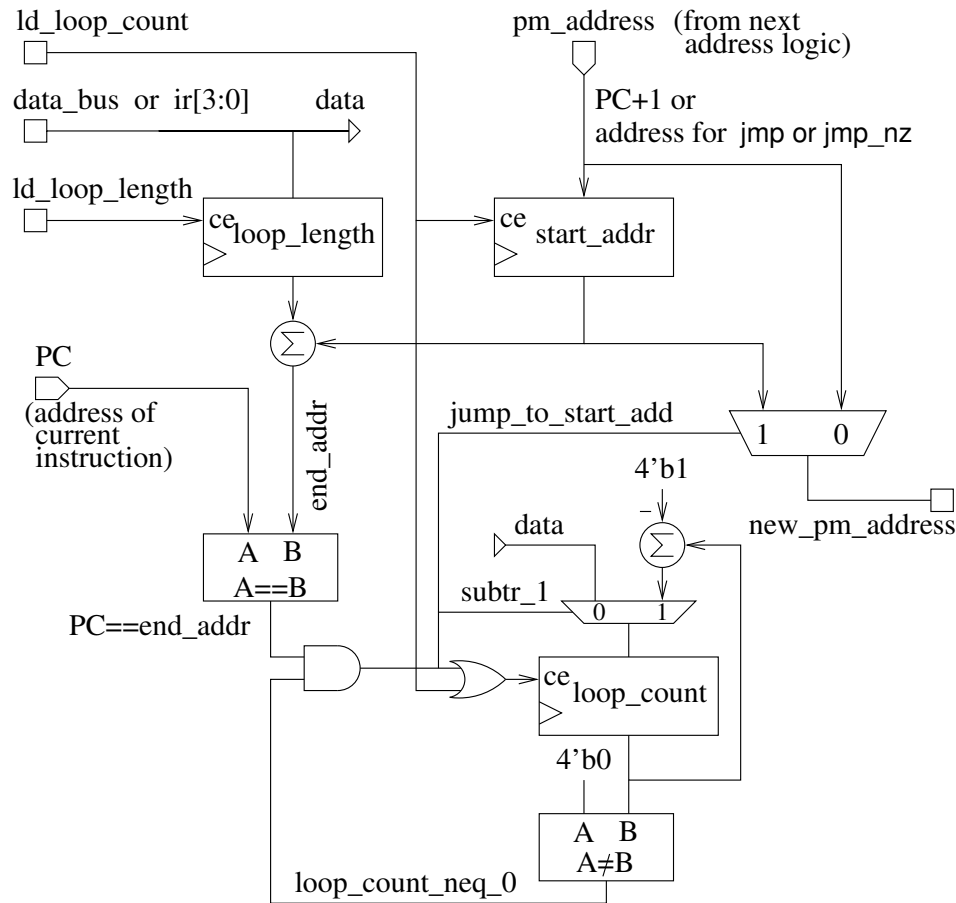 ld_loop_count
pm_address (from next
address logic)
data_bus or ir[3:0]
data
PC+1 or
address for jmp or jmp_nz
ld_loop_length
ce
loop_length
ce
start_addr
Σ
PC
(address of
current
instruction)
end_addr
jump_to_start_add
1 0
4'b1
–
new_pm_address
data
Σ
A B
A==B
subtr_1
0 1
PC==end_addr
ce
loop_count
4'b0
A B
A≠B
loop_count_neq_0